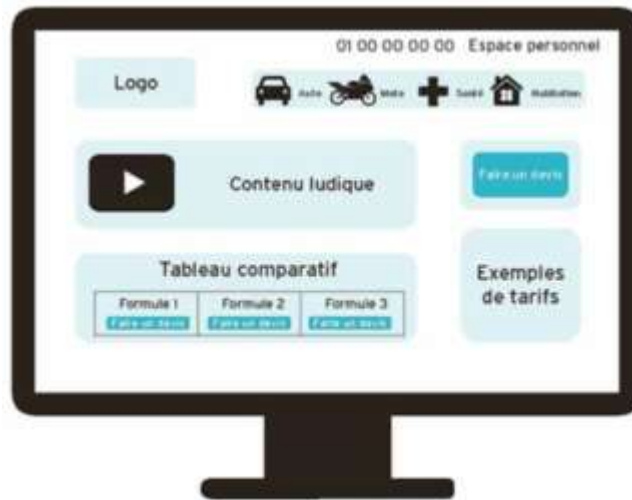 01 00 00 00 00 Espace personnel
Logo
Auto Moto Santé Habitation
Contenu ludique
Faire un devis
Tableau comparatif
Formule 1 Formule 2 Formule 3
Faire un devis Faire un devis Faire un devis
Exemples
de tarifs